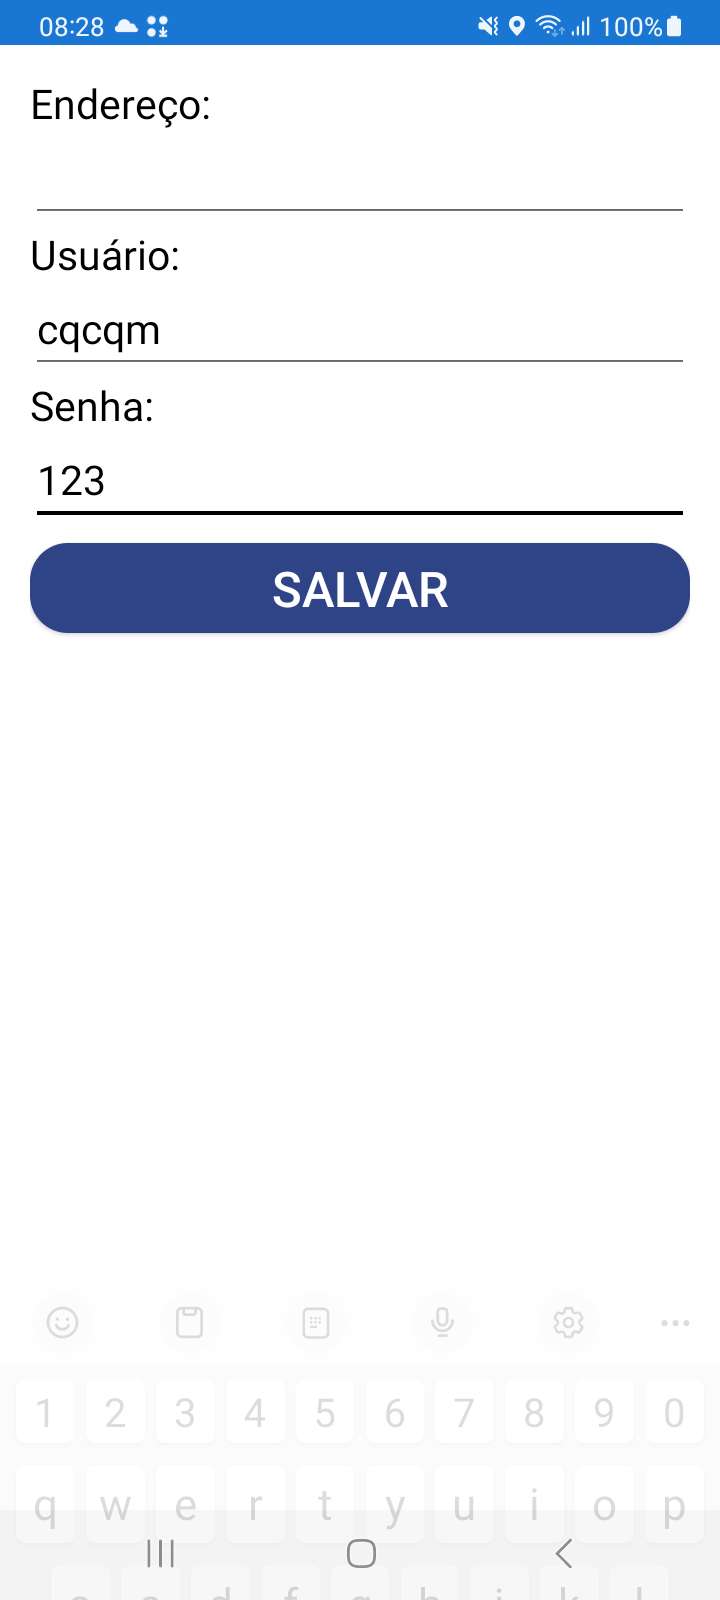 08:28 100%
Endereço:
Usuário:
cqcqm
Senha:
123
SALVAR
1 2 3 4 5 6 7 8 9 0
q w e r t y u i o p